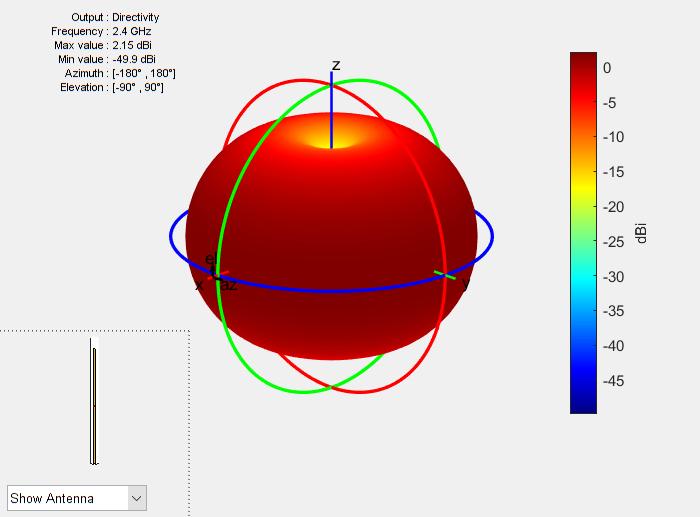 Output : Directivity
Frequency : 2.4 GHz
Max value : 2.15 dBi
Min value : -49.9 dBi
Azimuth : [-180° , 180°]
Elevation : [-90° , 90°]
z
el
x
az
y
0
-5
-10
-15
-20
-25
-30
-35
-40
-45
dBi
Show Antenna